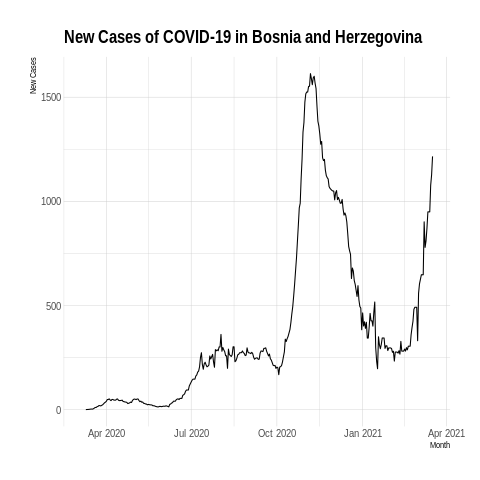 New Cases of COVID-19 in Bosnia and Herzegovina
New Cases
1500
1000
500
0
Apr 2020 Jul 2020 Oct 2020 Jan 2021 Apr 2021
Month